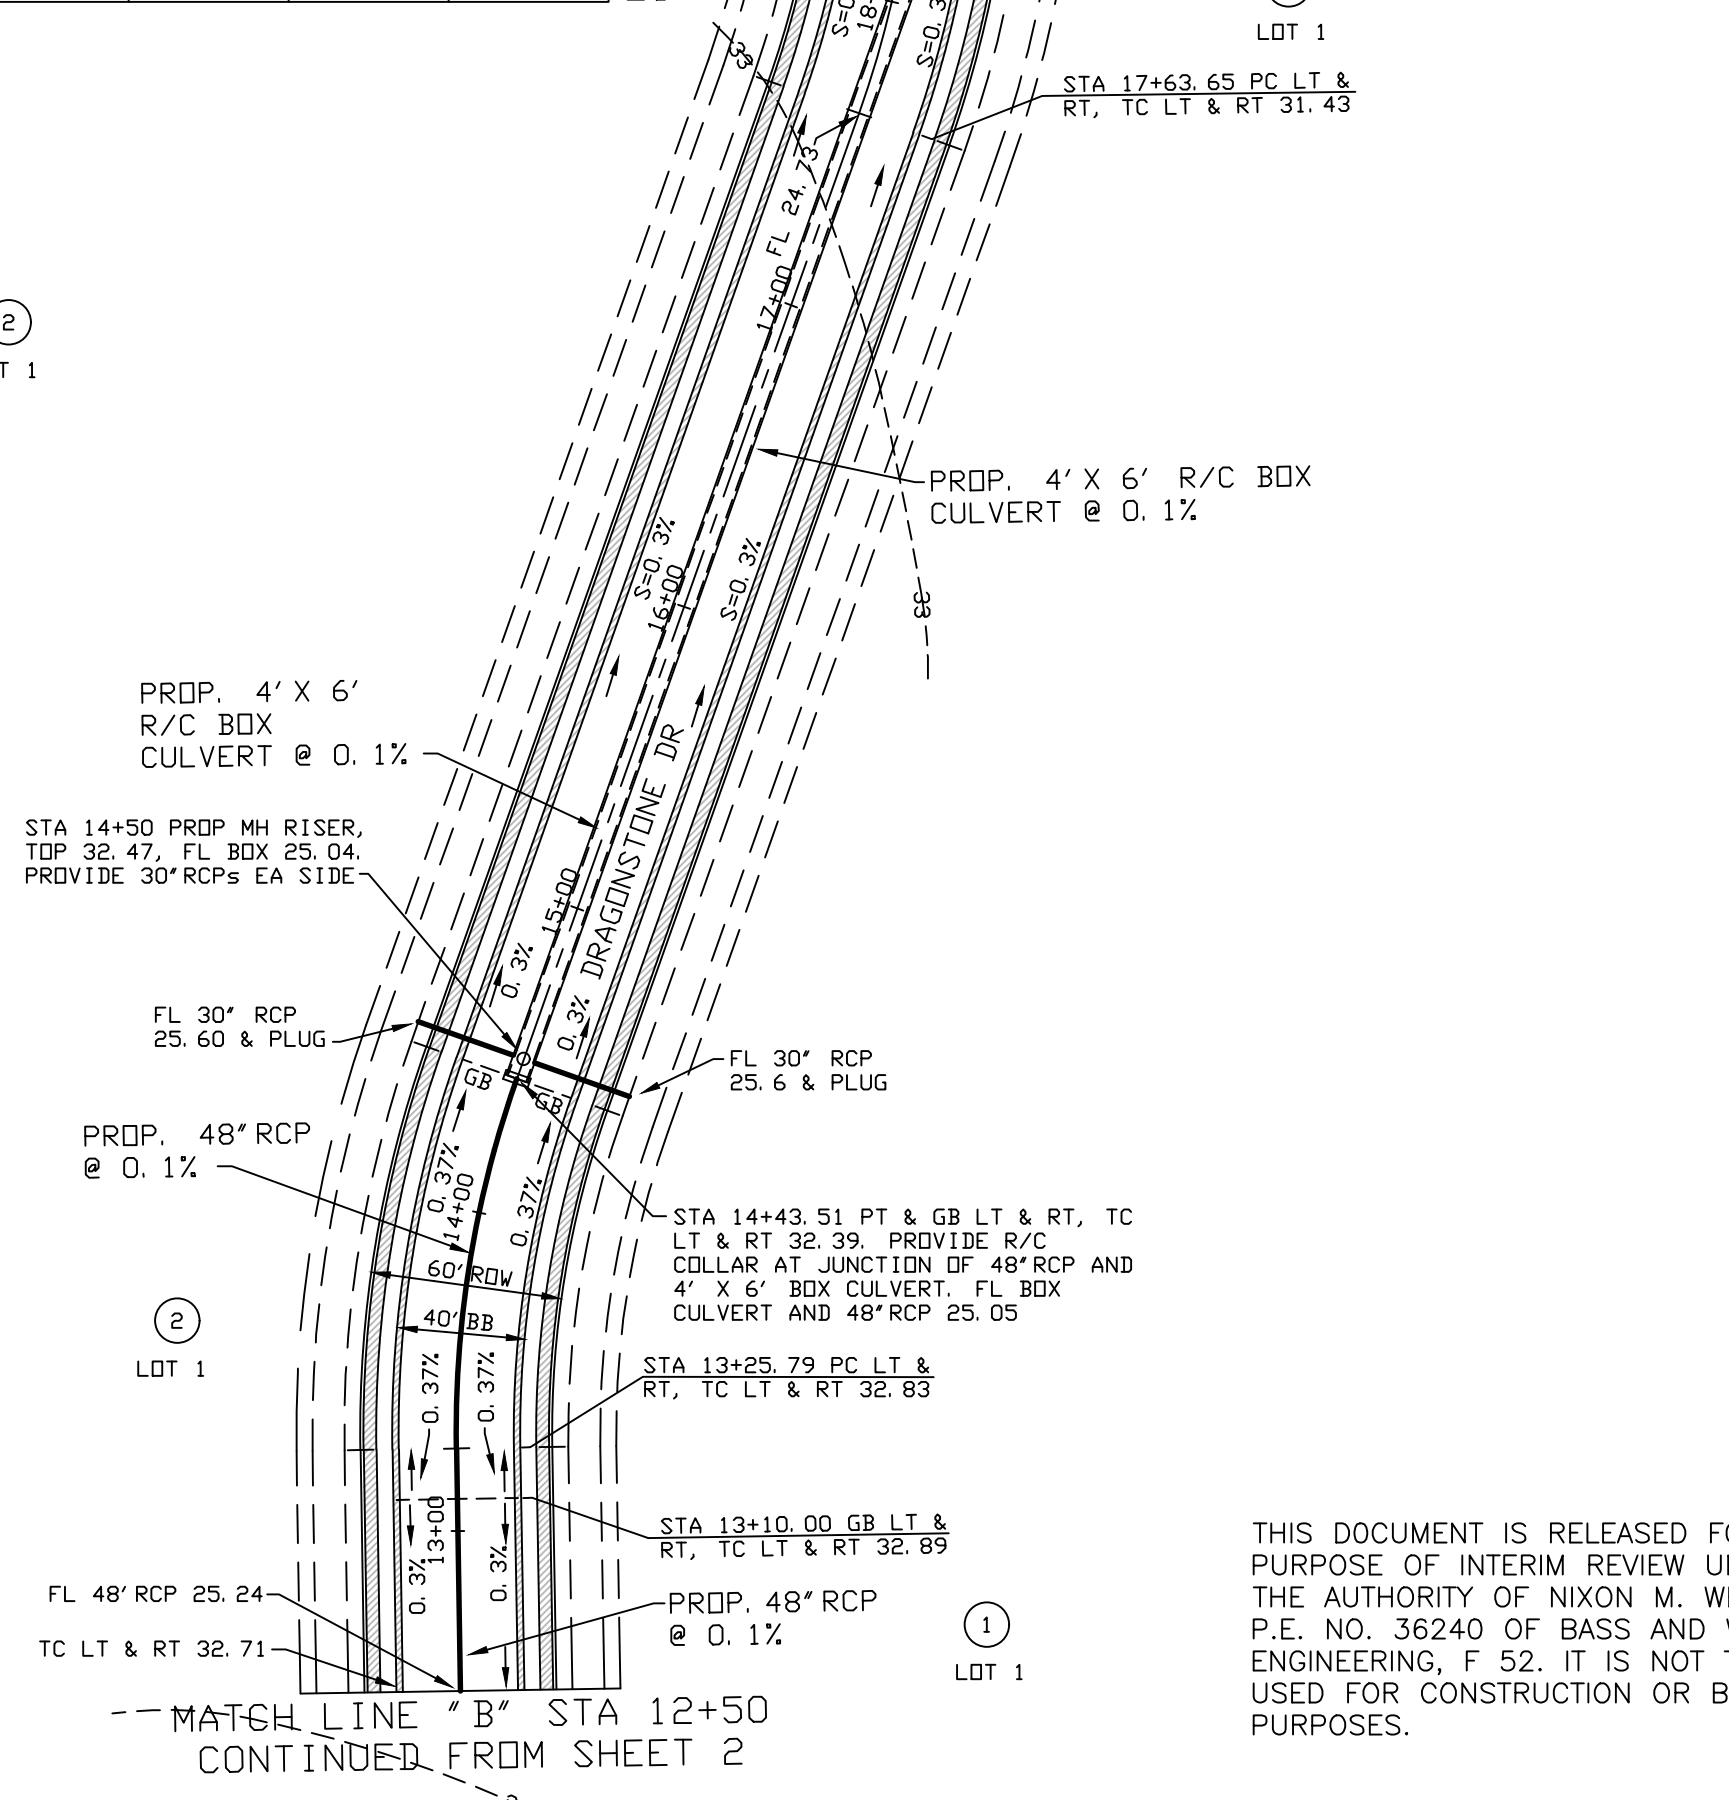 LOT 1
STA 17+63.65 PC LT &
RT, TC LT & RT 31.43
33
S=0.3
18+
S=0.3
FL 24.73
17+00
2
T 1
PROP. 4' X 6' R/C BOX
CULVERT @ 0.1%
S=0.3%
16+00
S=0.3%
33
PROP. 4' X 6'
R/C BOX
CULVERT @ 0.1%
DRAGONSTONE DR
STA 14+50 PROP MH RISER,
TOP 32.47, FL BOX 25.04.
PROVIDE 30"RCPs EA SIDE
15+00
0.3%
0.3%
FL 30" RCP
25.60 & PLUG
FL 30" RCP
25.6 & PLUG
GB
GB
PROP. 48"RCP
@ 0.1%
0.37%
14+00
0.37%
STA 14+43.51 PT & GB LT & RT, TC
LT & RT 32.39. PROVIDE R/C
COLLAR AT JUNCTION OF 48"RCP AND
4' X 6' BOX CULVERT. FL BOX
CULVERT AND 48"RCP 25.05
60' ROW
40' BB
2
LOT 1
0.37%
0.37%
STA 13+25.79 PC LT &
RT, TC LT & RT 32.83
13+00
STA 13+10.00 GB LT &
RT, TC LT & RT 32.89
0.3%
0.3%
FL 48'RCP 25.24
TC LT & RT 32.71
PROP. 48"RCP
@ 0.1%
1
LOT 1
MATCH LINE "B" STA 12+50
CONTINUED FROM SHEET 2
THIS DOCUMENT IS RELEASED FO
PURPOSE OF INTERIM REVIEW U
THE AUTHORITY OF NIXON M. W
P.E. NO. 36240 OF BASS AND
ENGINEERING, F 52. IT IS NOT T
USED FOR CONSTRUCTION OR B
PURPOSES.